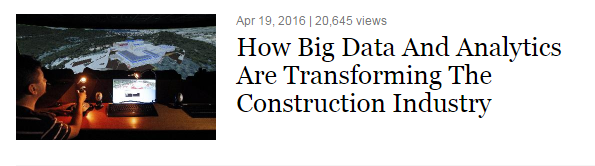 Apr 19, 2016 | 20,645 views
How Big Data And Analytics
Are Transforming The
Construction Industry